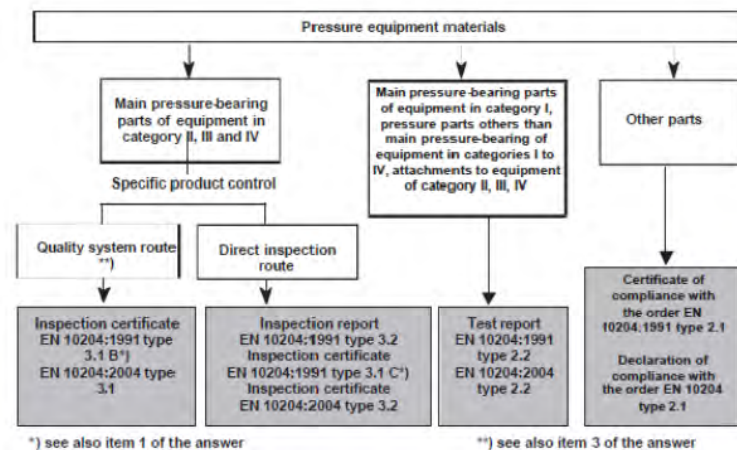 Pressure equipment materials
Main pressure-bearing
parts of equipment in
category II, III and IV
Main pressure-bearing parts
of equipment in category I,
pressure parts others than
main pressure-bearing of
equipment in categories I to
IV, attachments to equipment
of category II, III, IV
Other parts
Specific product control
Quality system route
**)
Direct inspection
route
Inspection certificate
EN 10204:1991 type
3.1 B*)
EN 10204:2004 type
3.1
Inspection report
EN 10204:1991 type 3.2
Inspection certificate
EN 10204:1991 type 3.1 C*)
Inspection certificate
EN 10204:2004 type 3.2
Test report
EN 10204:1991
type 2.2
EN 10204:2004
type 2.2
Certificate of
compliance with
the order EN
10204:1991 type 2.1
Declaration of
compliance with
the order EN 10204
type 2.1
*) see also item 1 of the answer
**) see also item 3 of the answer